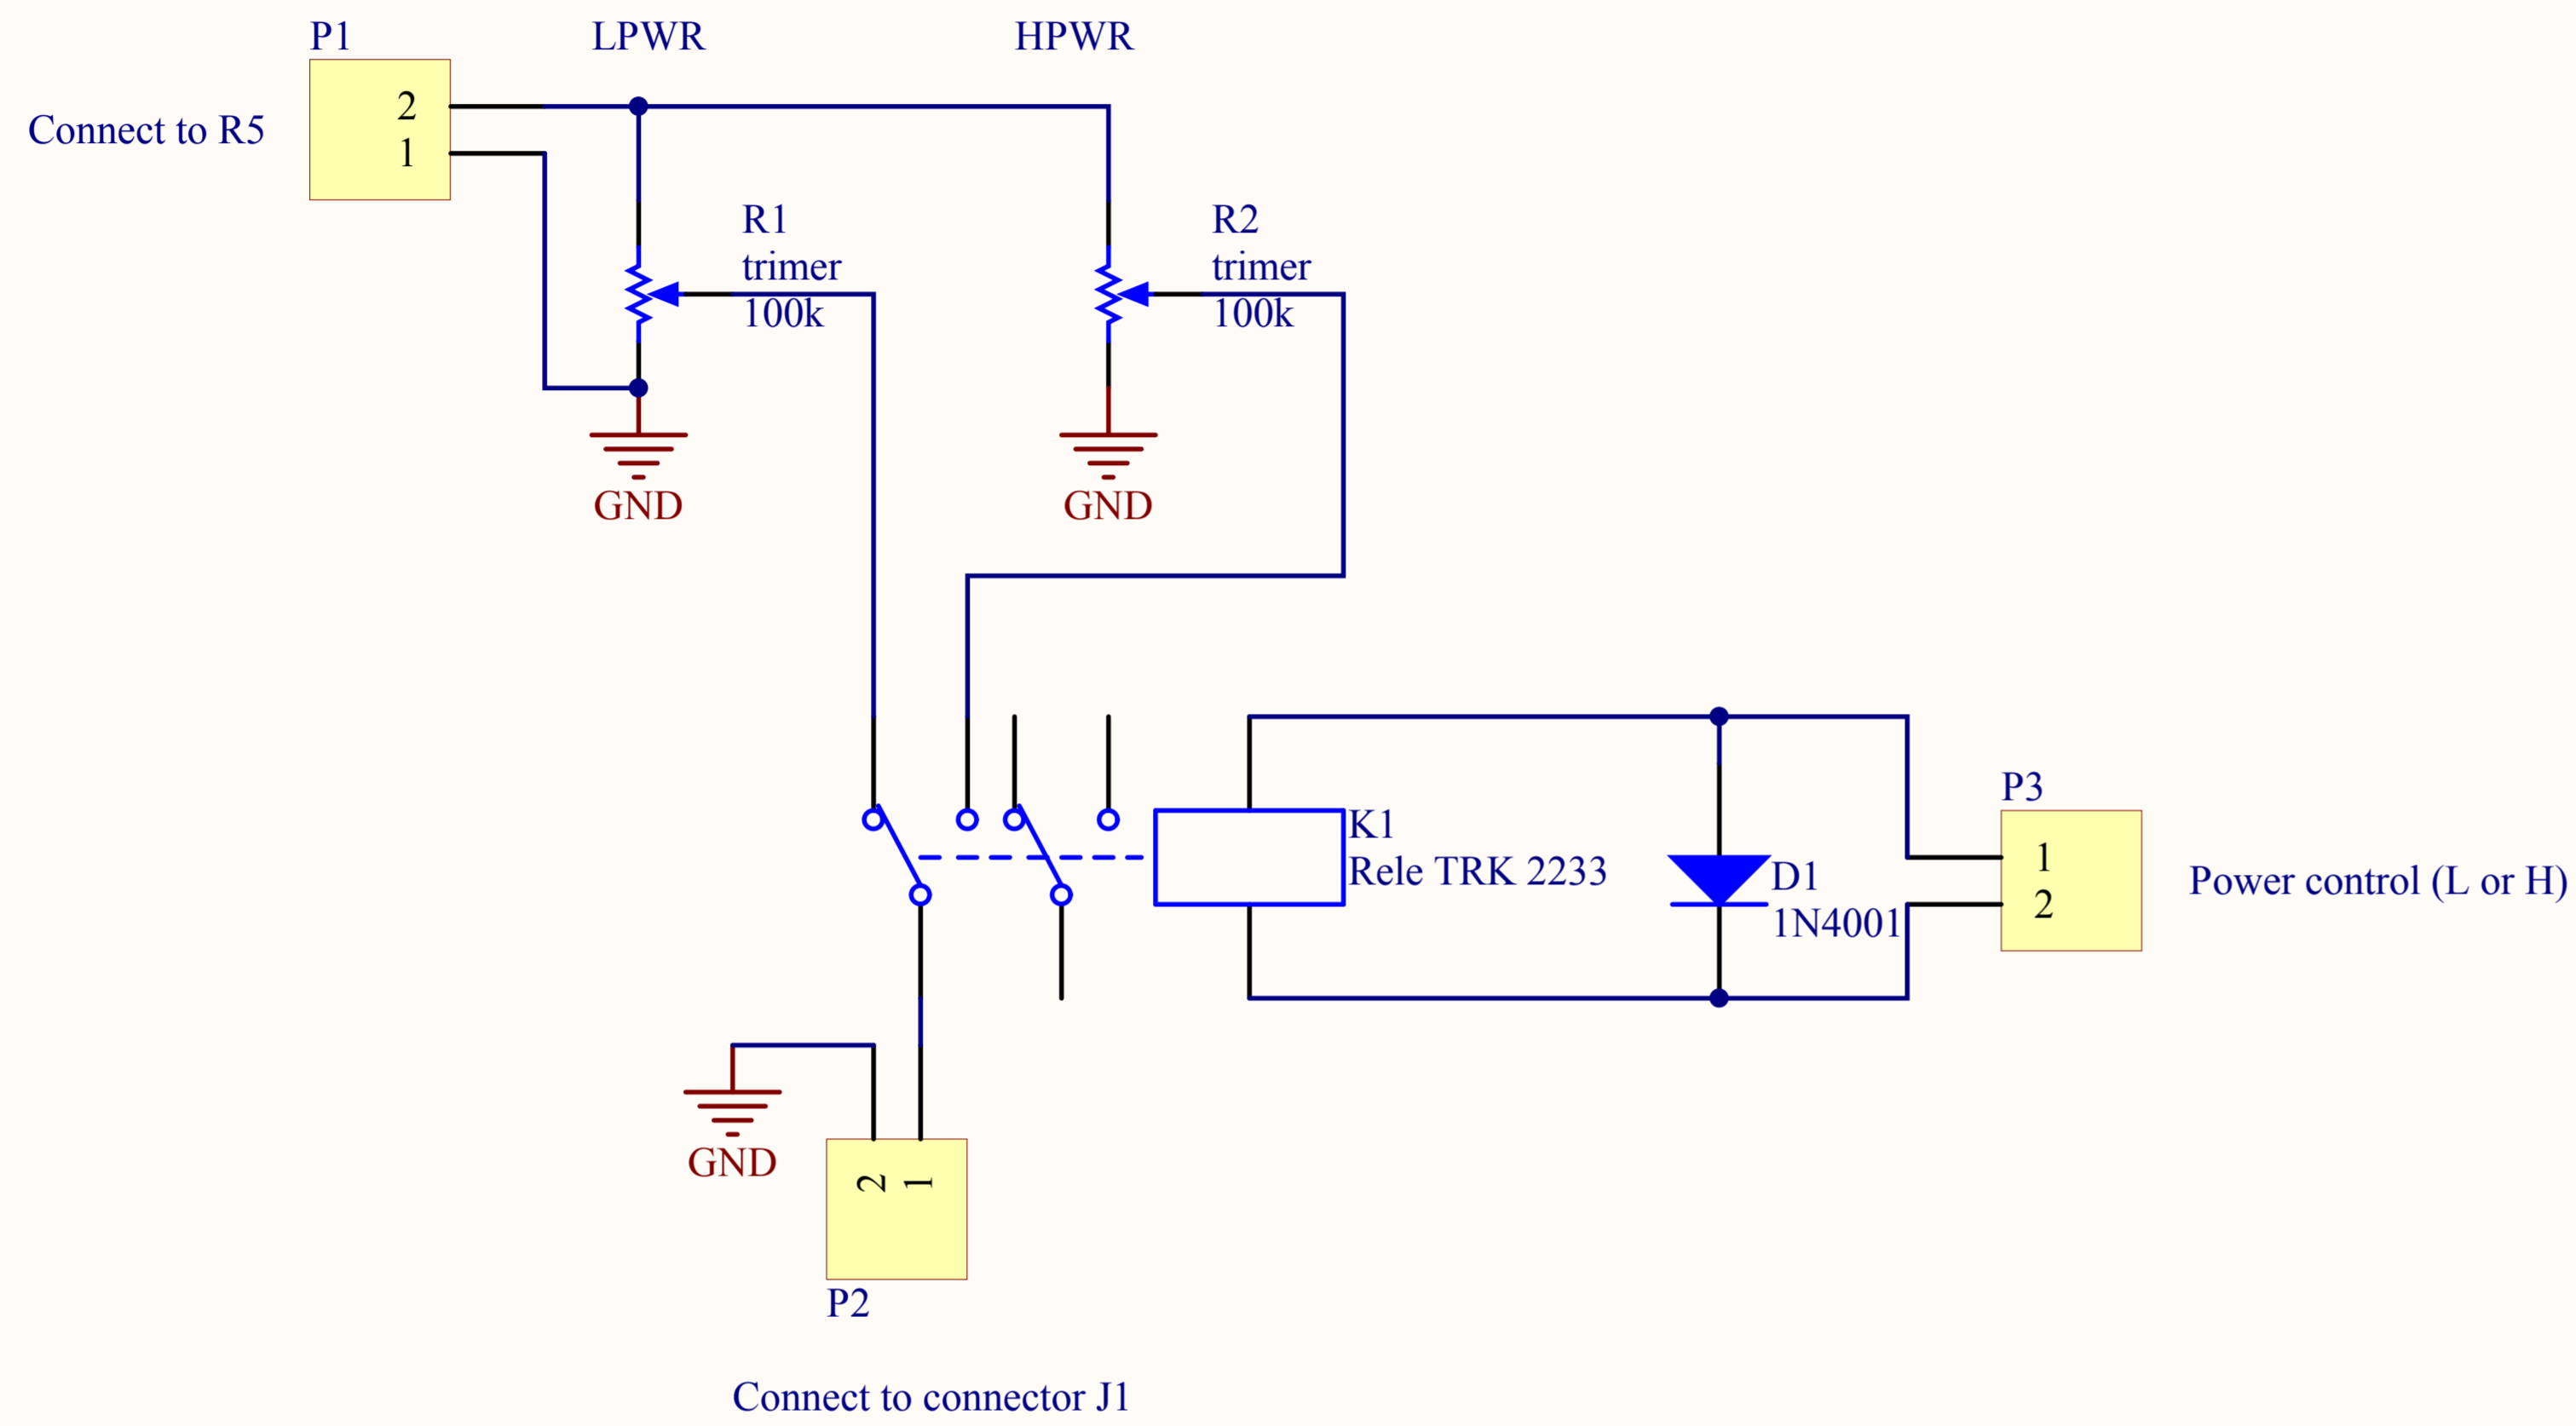 P1
LPWR
HPWR
Connect to R5
2
1
R1
trimer
100k
R2
trimer
100k
GND
GND
K1
Rele TRK 2233
D1
1N4001
P3
1
2
Power control (L or H)
GND
2
1
P2
Connect to connector J1